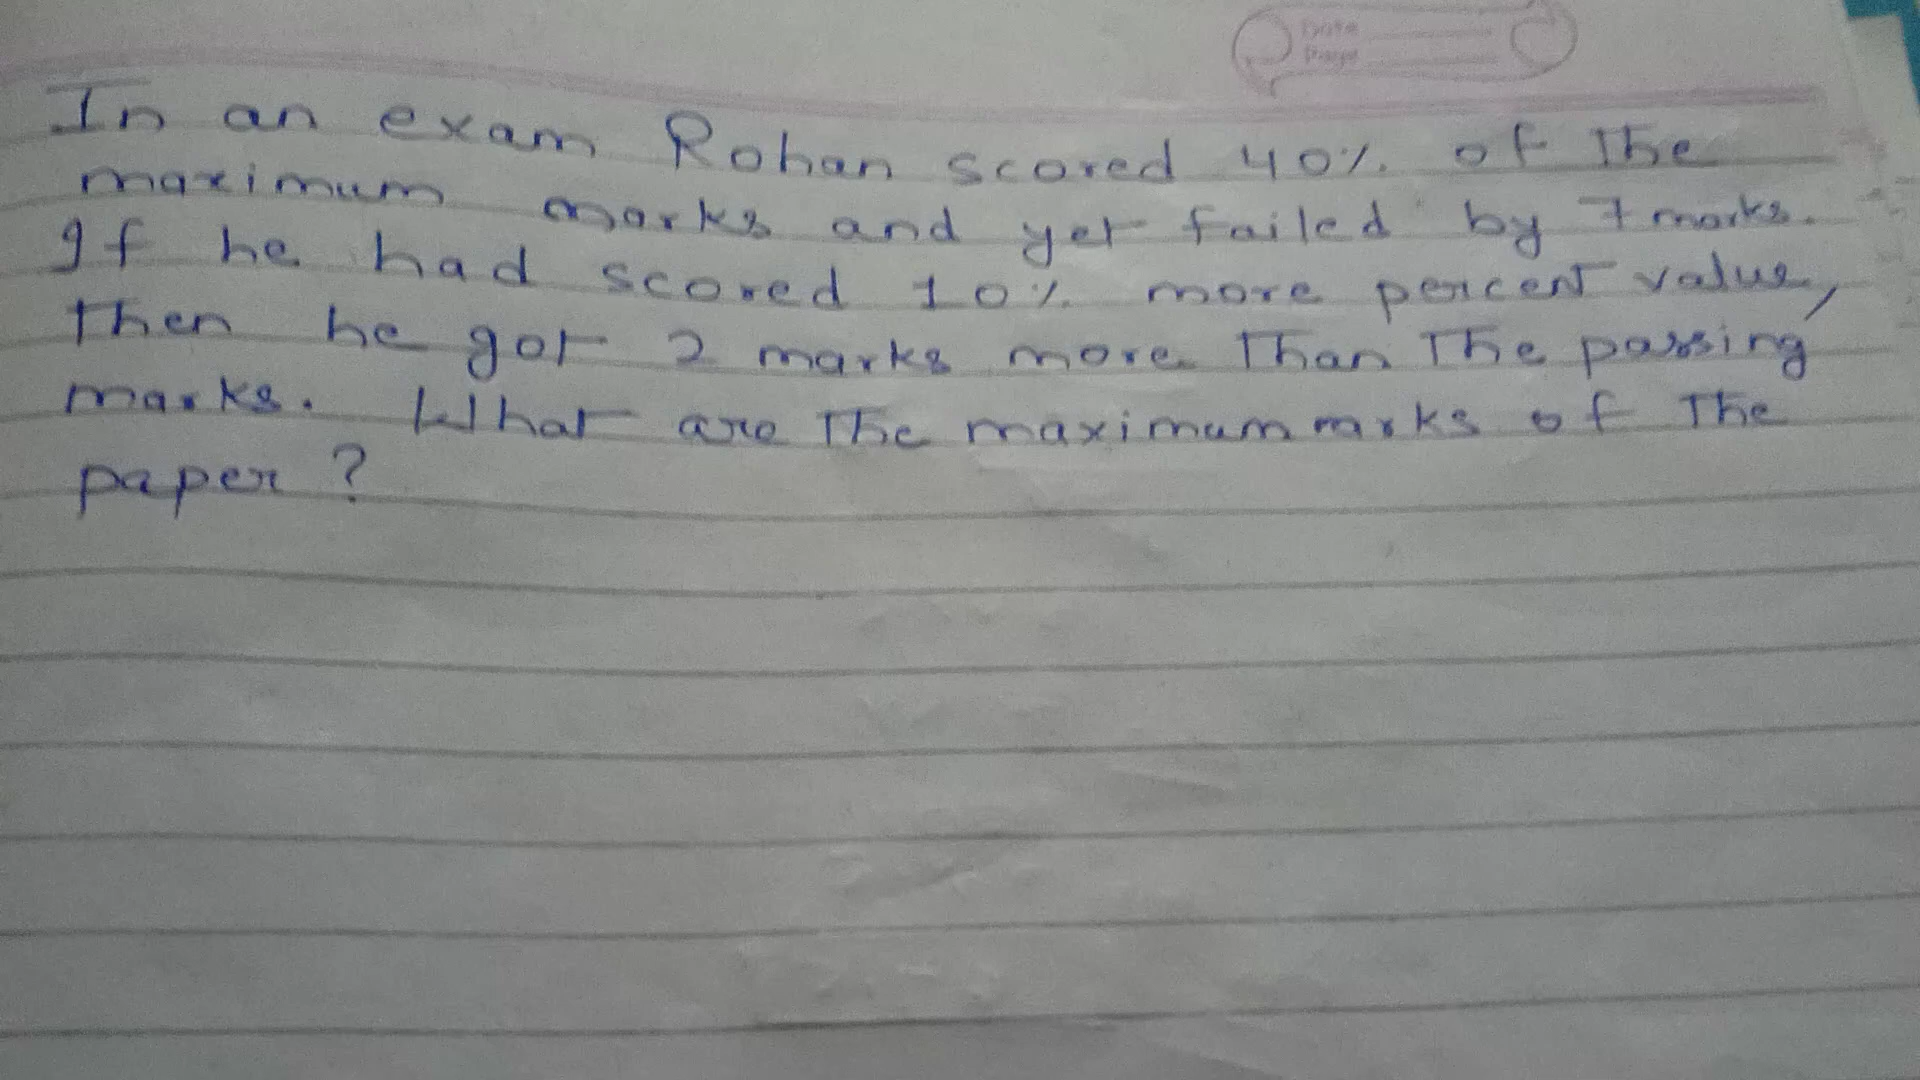 Date
Page
In an exam Rohan scored 40% of The
maximum marks and yet failed by 7 marks.
If he had scored 10% more percent value,
Then he got 2 marks more Than The passing
marks. What are The maximum marks of The
paper?